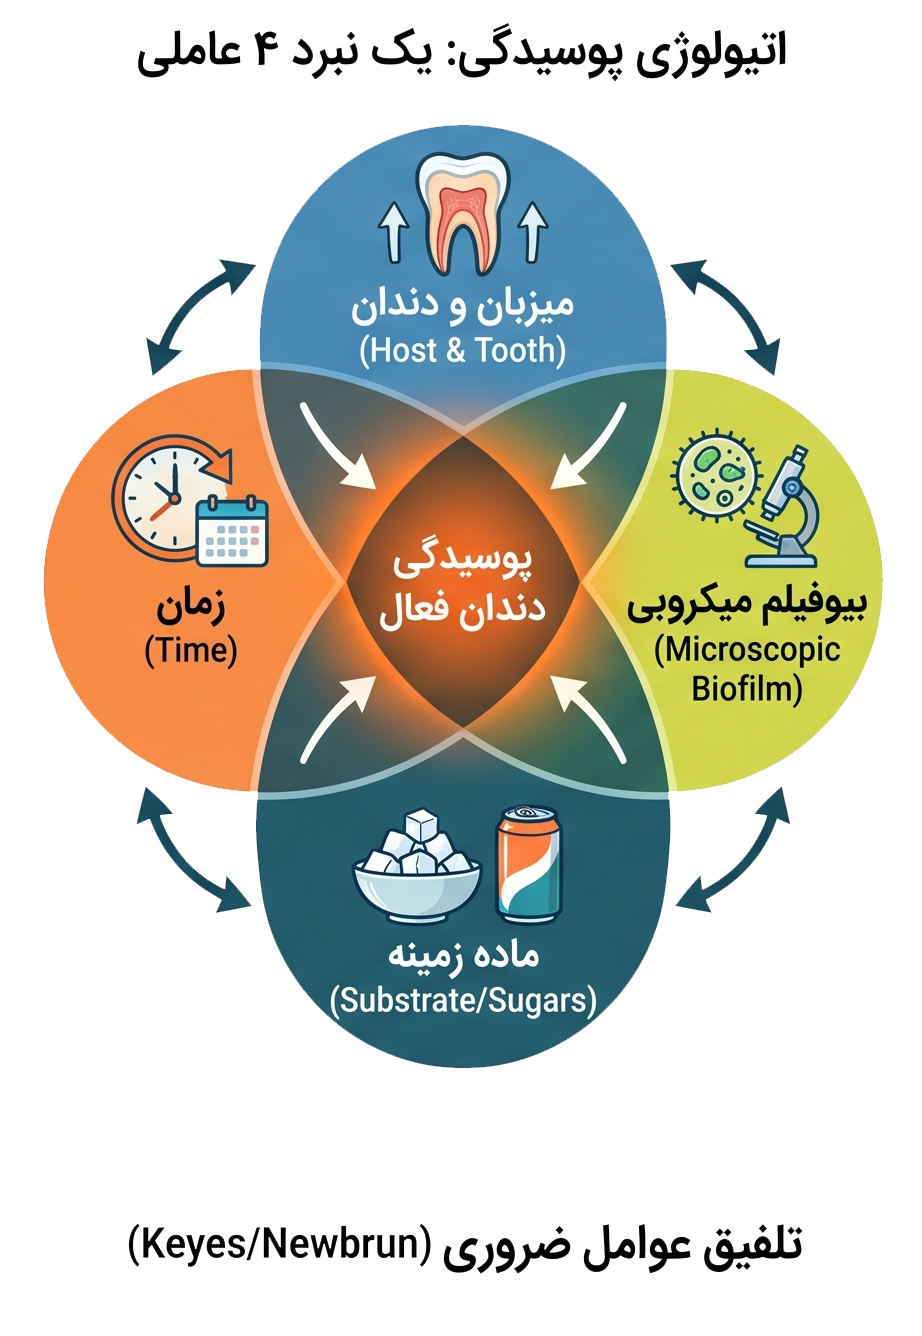 اتیولوژی پوسیدگی: یک نبرد ۴ عاملی
میزبان و دندان
(Host & Tooth)
زمان
(Time)
پوسیدگی
دندان فعال
بیوفیلم میکروبی
(Microscopic
Biofilm)
ماده زمینه
(Substrate/Sugars)
تلفیق عوامل ضروری (Keyes/Newbrun)